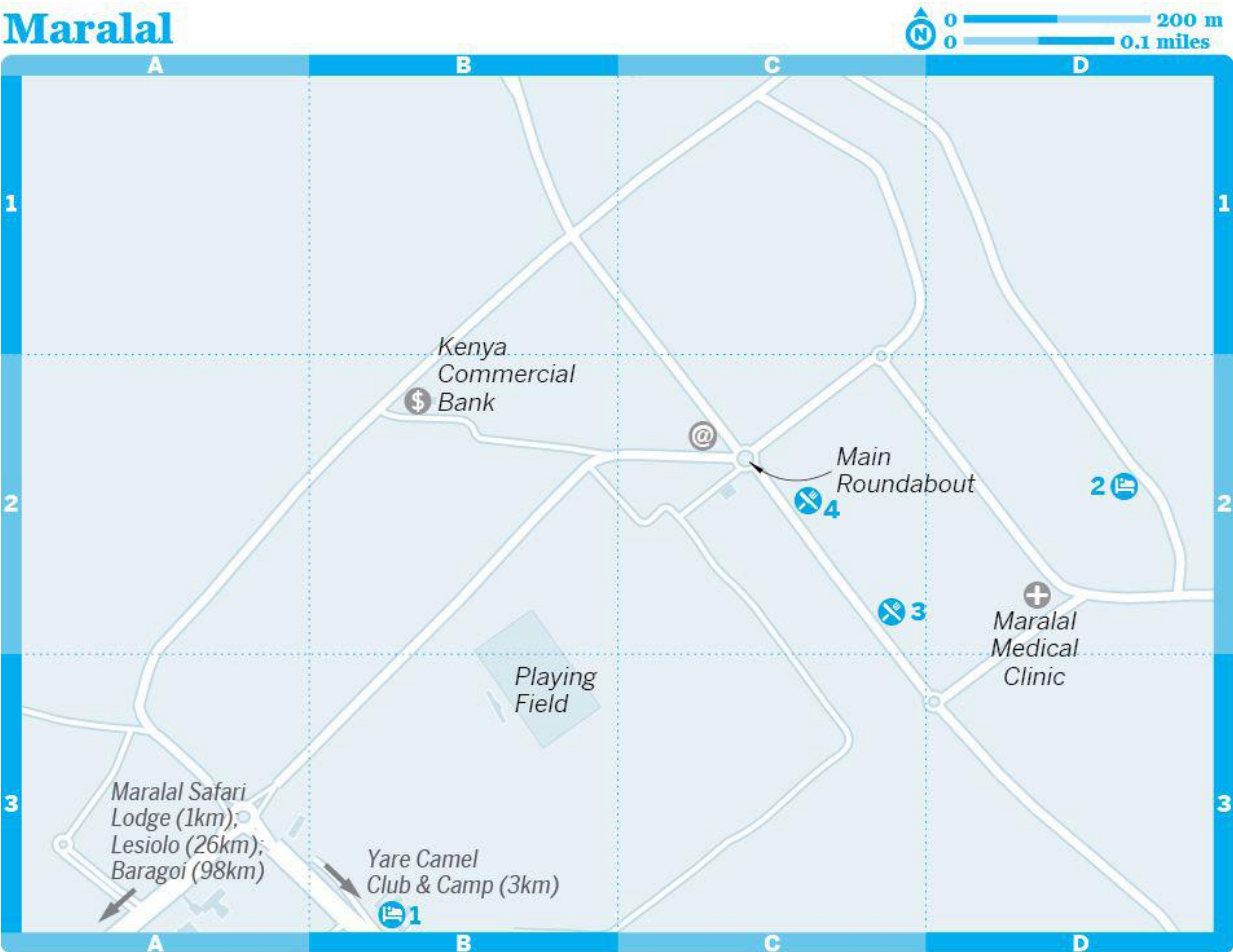 Maralal
N
0 200 m
0 0.1 miles
A B C D
1 1
Kenya
Commercial
$ Bank
@
Main
Roundabout
2 2
2
4
3
Maralal
Medical
Clinic
Playing
Field
3 3
Maralal Safari
Lodge (1km);
Lesiolo (26km);
Baragoi (98km)
Yare Camel
Club & Camp (3km)
1
A B C D